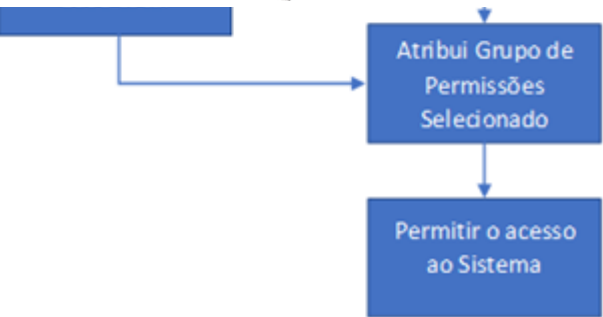 Atribui Grupo de
Permissões
Selecionado
Permitir o acesso
ao Sistema